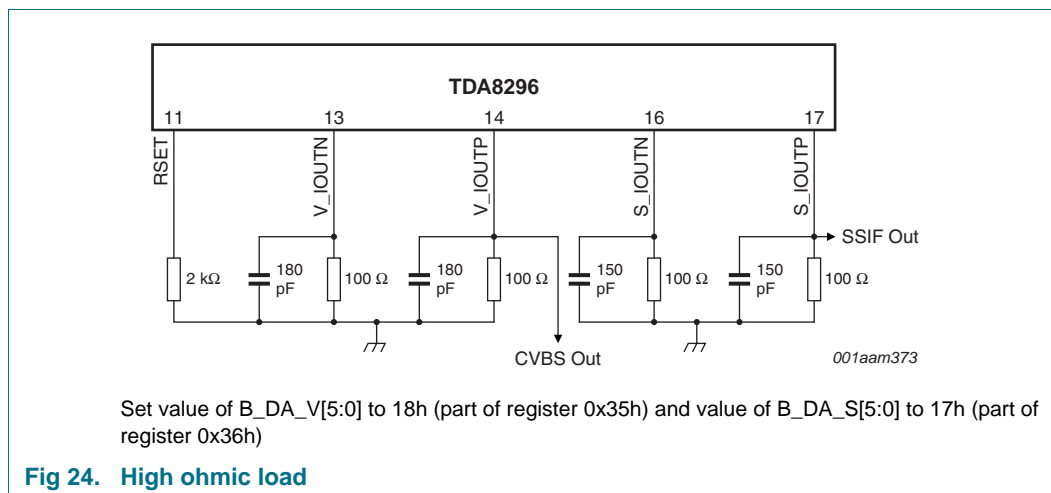 TDA8296
11 13 14 16 17
RSET V_IOUTN V_IOUTP S_IOUTN S_IOUTP
SSIF Out
2 kΩ 180 pF 100 Ω 180 pF 100 Ω 150 pF 100 Ω 150 pF 100 Ω
CVBS Out
001aam373
Set value of B_DA_V[5:0] to 18h (part of register 0x35h) and value of B_DA_S[5:0] to 17h (part of
register 0x36h)
Fig 24. High ohmic load